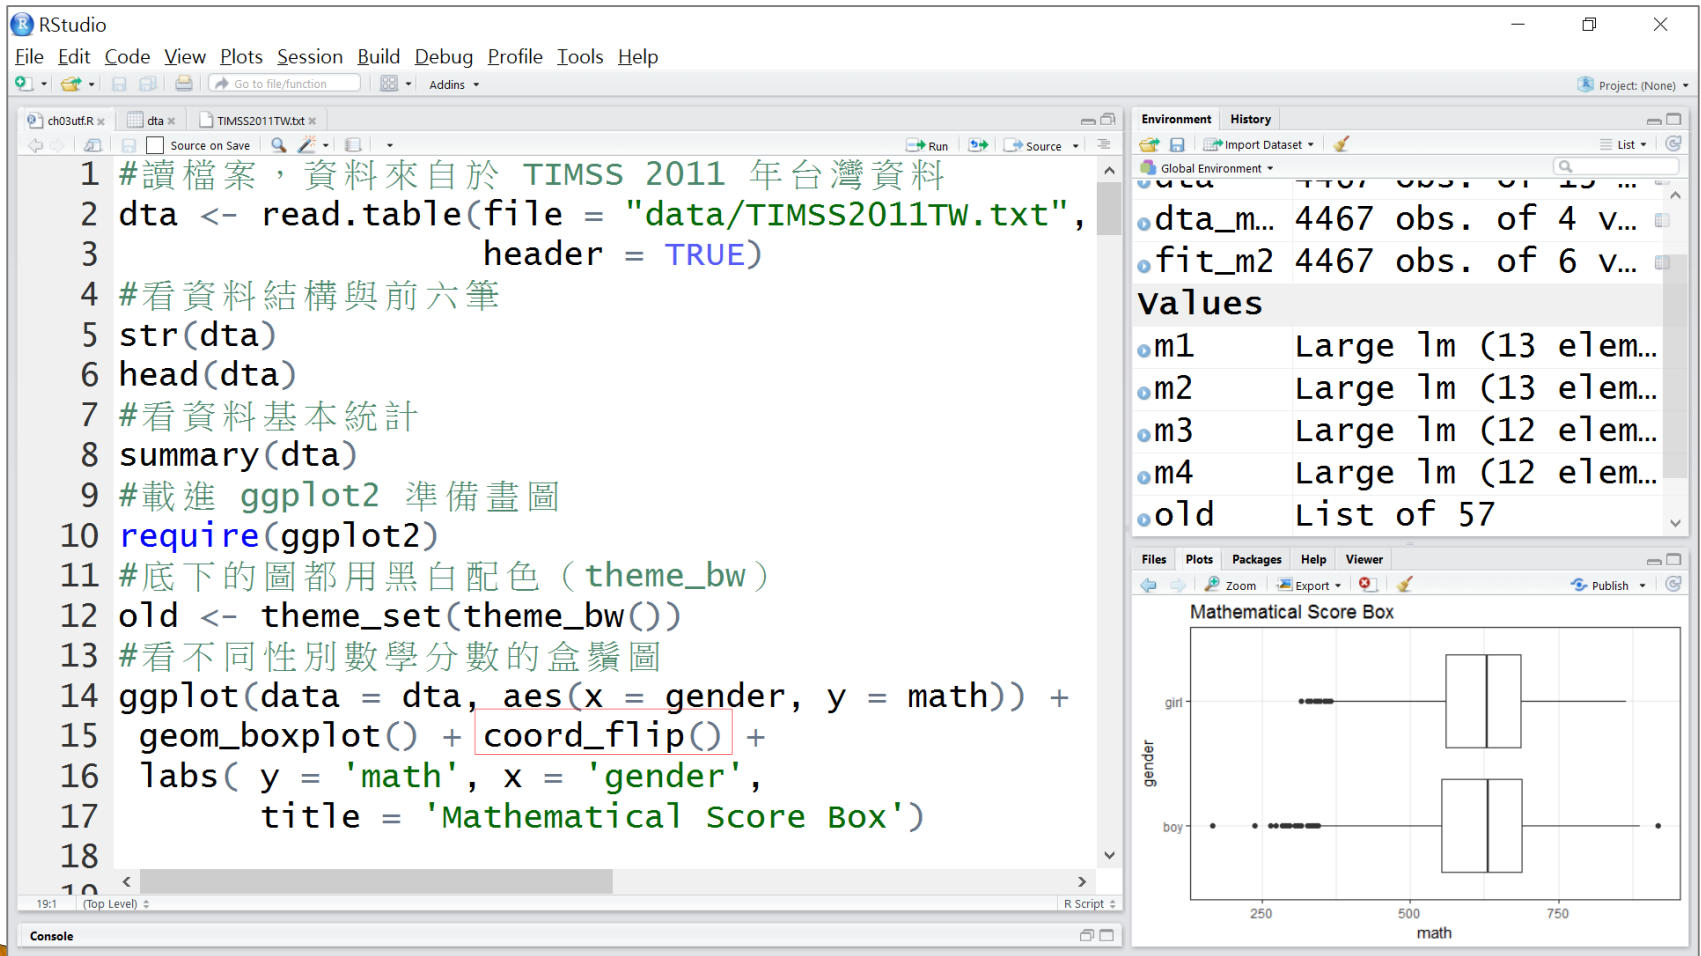 RStudio
File Edit Code View Plots Session Build Debug Profile Tools Help
Go to file/function Addins Project: (None)
ch03utf.R dta TIMSS2011TW.txt
Source on Save Run Source
1 #讀檔案，資料來自於 TIMSS 2011 年台灣資料
2 dta <- read.table(file = "data/TIMSS2011TW.txt",
3 header = TRUE)
4 #看資料結構與前六筆
5 str(dta)
6 head(dta)
7 #看資料基本統計
8 summary(dta)
9 #載進 ggplot2 準備畫圖
10 require(ggplot2)
11 #底下的圖都用黑白配色（theme_bw）
12 old <- theme_set(theme_bw())
13 #看不同性別數學分數的盒鬚圖
14 ggplot(data = dta, aes(x = gender, y = math)) +
15 geom_boxplot() + coord_flip() +
16 labs( y = 'math', x = 'gender',
17 title = 'Mathematical Score Box')
18
19:1 (Top Level) R Script
Console
Environment History
Import Dataset List
Global Environment
dta_m… 4467 obs. of 4 v…
fit_m2 4467 obs. of 6 v…
Values
m1 Large lm (13 elem…
m2 Large lm (13 elem…
m3 Large lm (12 elem…
m4 Large lm (12 elem…
old List of 57
Files Plots Packages Help Viewer
Zoom Export Publish
Mathematical Score Box
girl
gender
boy
250 500 750
math